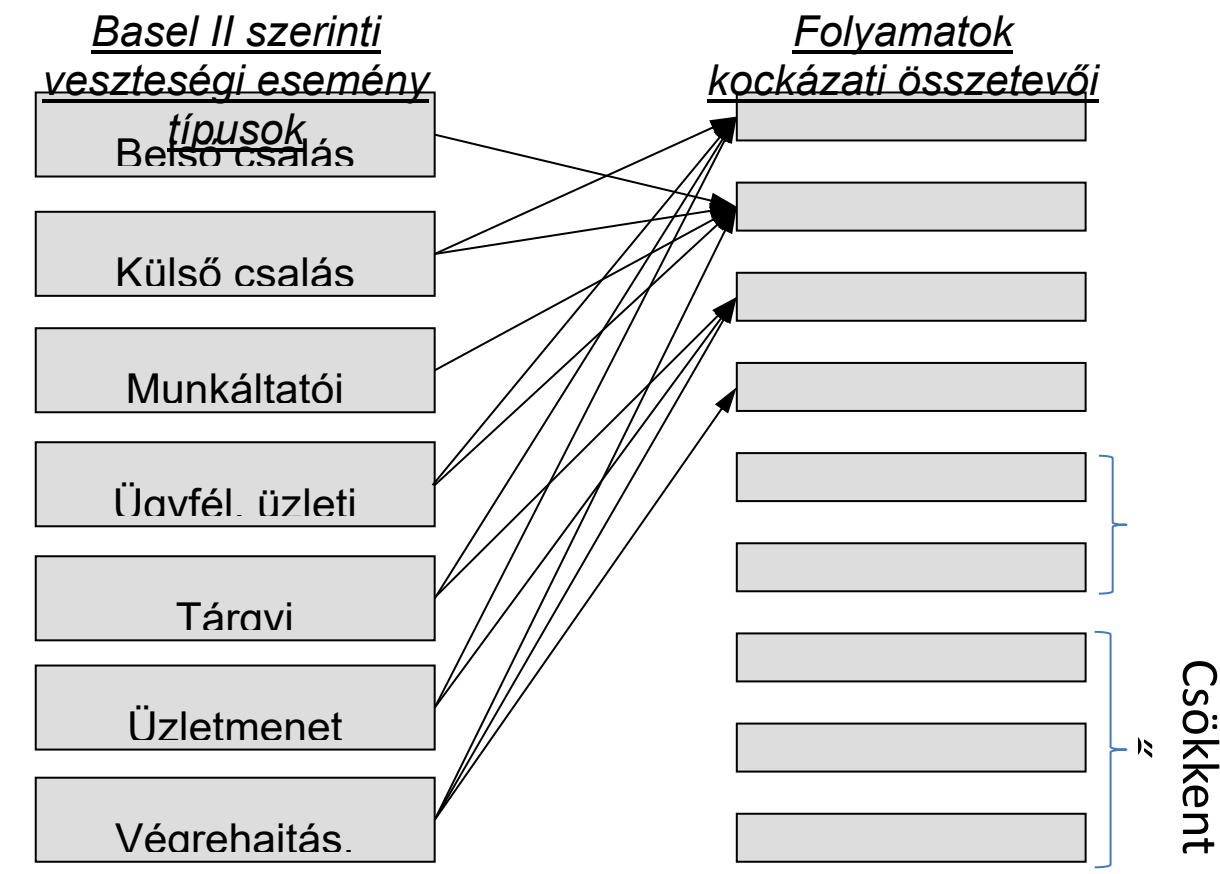 Basel II szerinti
veszteségi esemény
típusok
Belső csalás
Külső csalás
Munkáltatói
Ügyfél, üzleti
Tárgyi
Üzletmenet
Végrehajtás,
Folyamatok
kockázati összetevői
Csökkent
ő